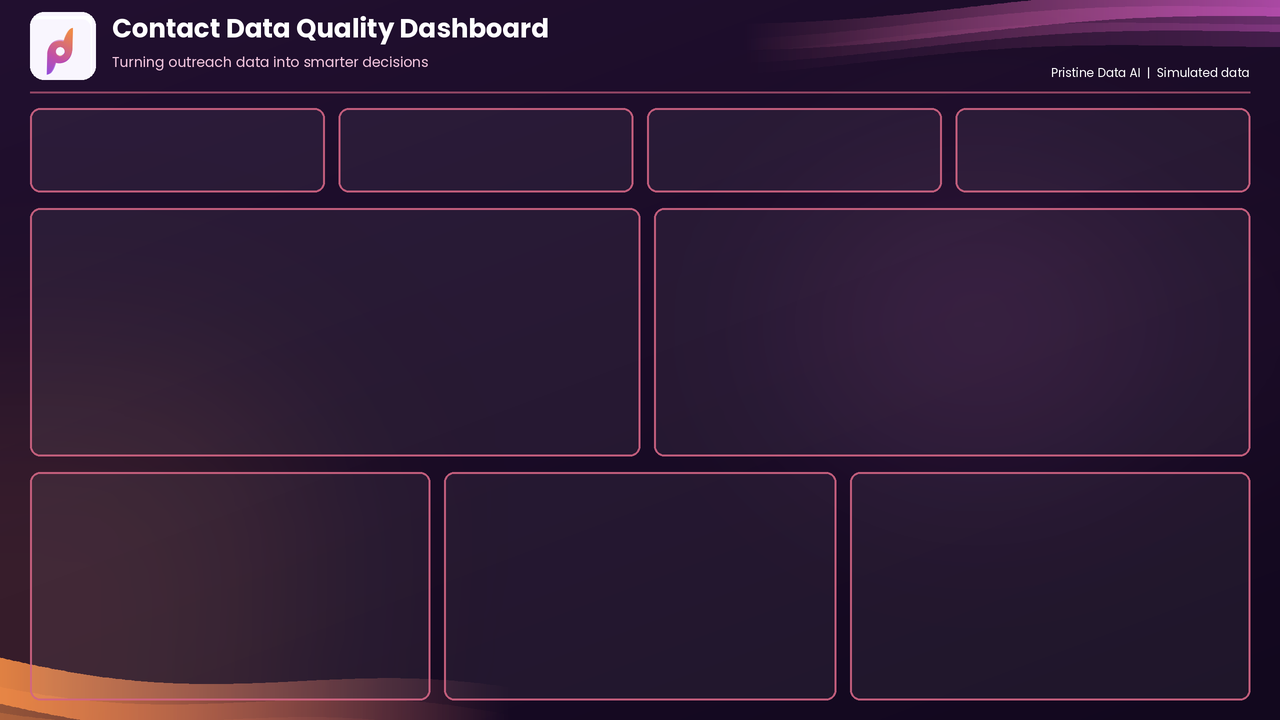 Contact Data Quality Dashboard
Turning outreach data into smarter decisions
Pristine Data AI | Simulated data